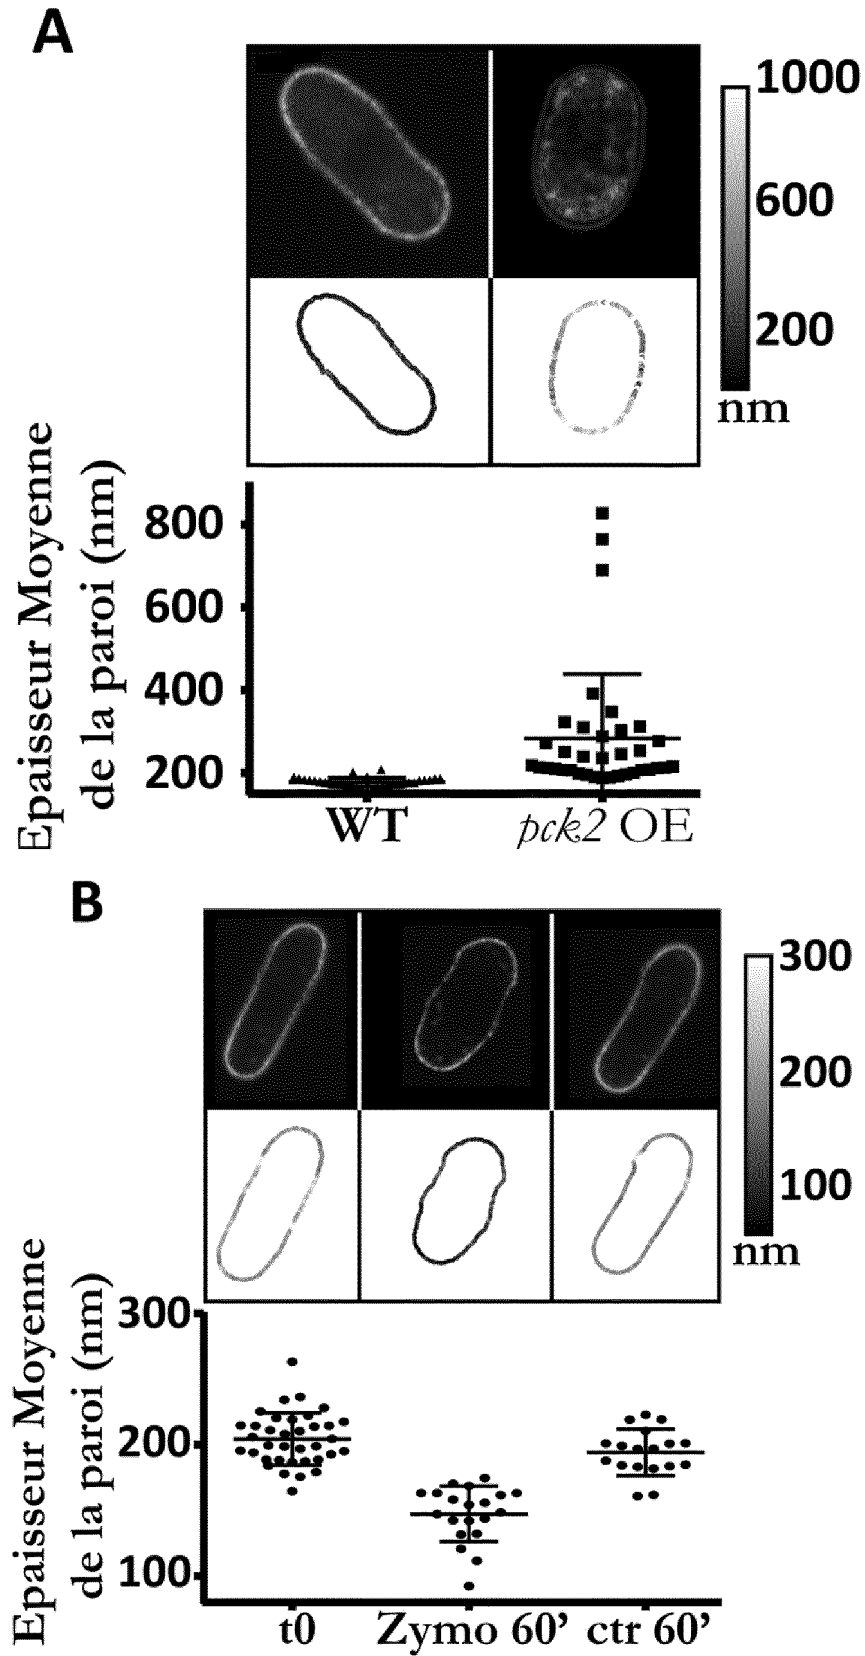 A
1000
600
200
nm
Epaisseur Moyenne
de la paroi (nm)
800
600
400
200
WT
pck2 OE
B
300
200
100
nm
Epaisseur Moyenne
de la paroi (nm)
300
200
100
t0
Zymo 60’
ctr 60’